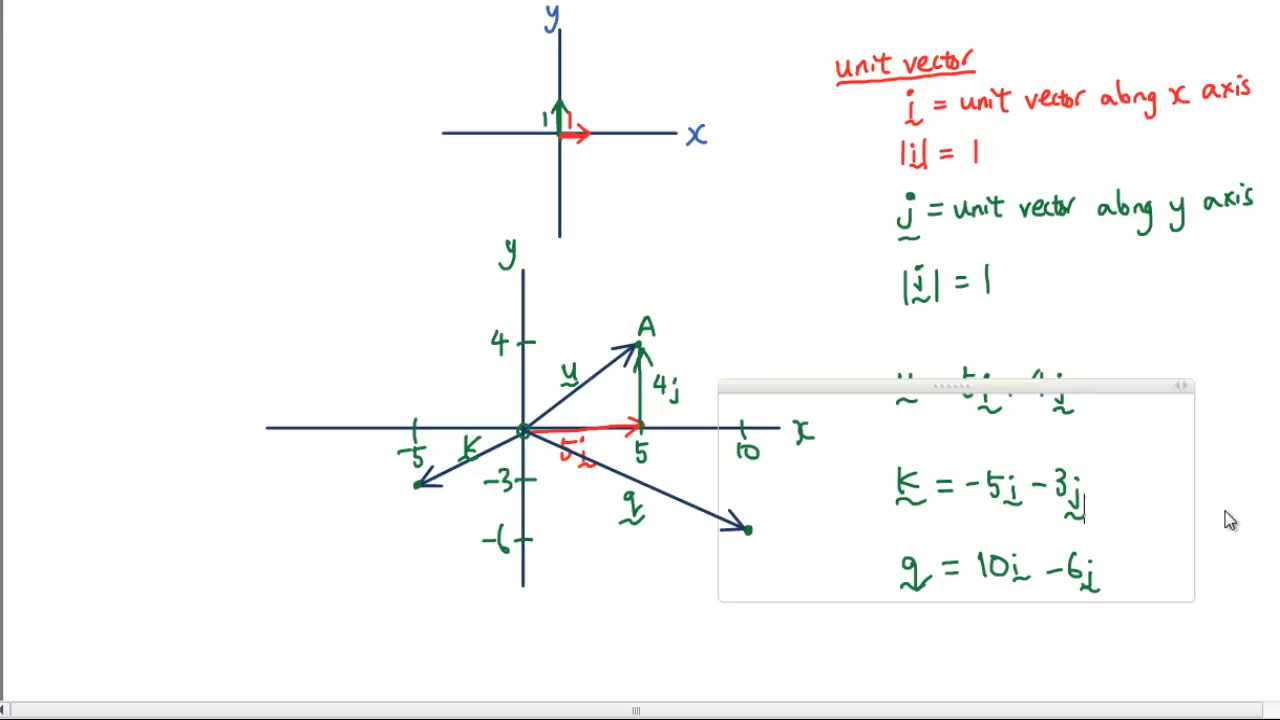 y
1
1
x
unit vector
i = unit vector along x axis
|i| = 1
j = unit vector along y axis
|j| = 1
y
4
A
u
4j
x
-5
k
5i
5
10
-3
q
-6
k = -5i - 3j
q = 10i - 6j